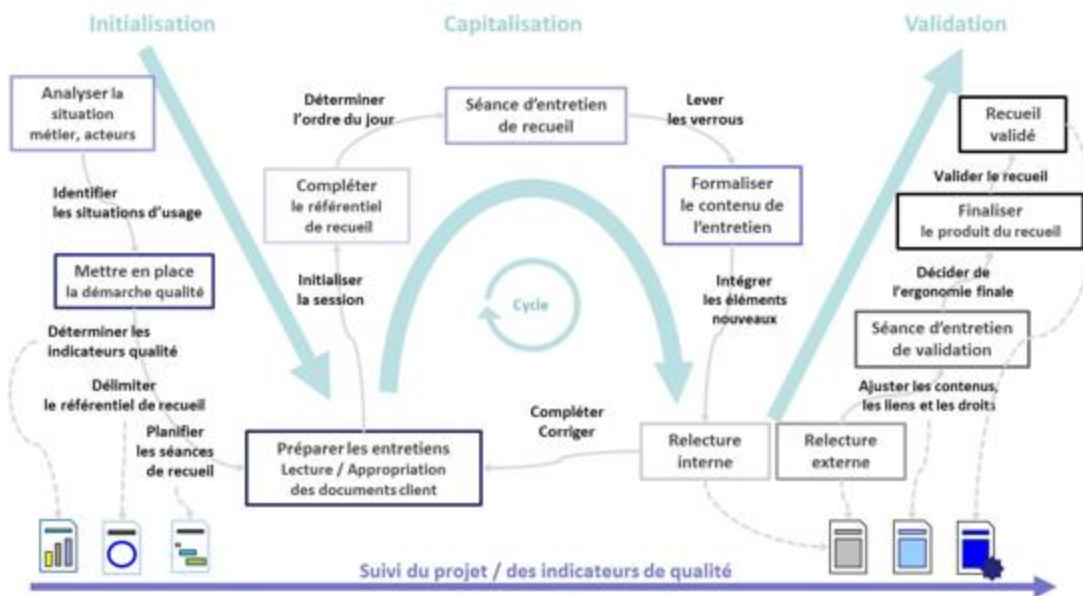 Initialisation
Capitalisation
Validation
Analyser la
situation
métier, acteurs
Identifier
les situations d'usage
Mettre en place
la démarche qualité
Déterminer les
indicateurs qualité
Délimiter
le référentiel de recueil
Planifier
les séances
de recueil
Déterminer
l'ordre du jour
Compléter
le référentiel
de recueil
Initialiser
la session
Séance d'entretien
de recueil
Lever
les verrous
Formaliser
le contenu de
l'entretien
Intégrer
les éléments
nouveaux
Cycle
Compléter
Corriger
Préparer les entretiens
Lecture / Appropriation
des documents client
Relecture
interne
Relecture
externe
Ajuster les contenus,
les liens et les droits
Séance d'entretien
de validation
Décider de
l'ergonomie finale
Finaliser
le produit du recueil
Valider le recueil
Recueil
validé
Suivi du projet / des indicateurs de qualité